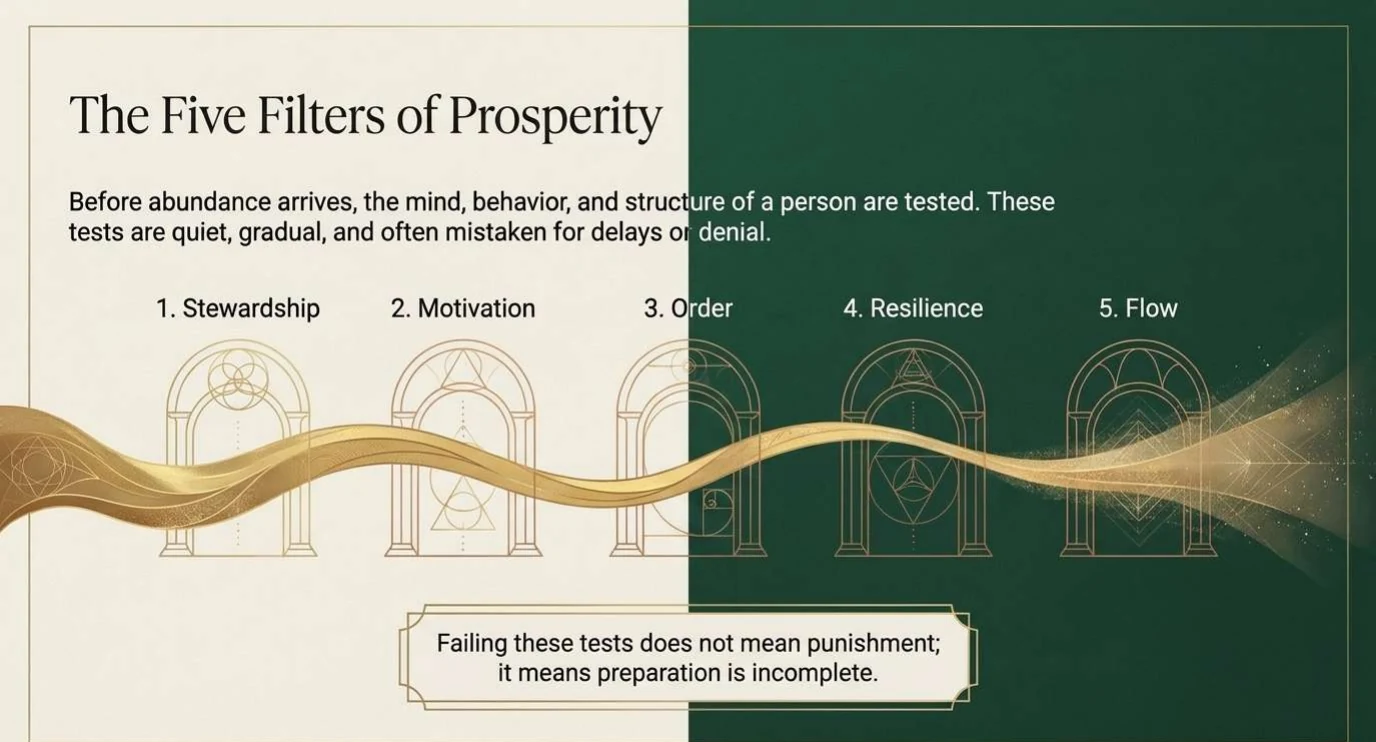 The Five Filters of Prosperity
Before abundance arrives, the mind, behavior, and structure of a person are tested. These
tests are quiet, gradual, and often mistaken for delays or denial.
1. Stewardship
2. Motivation
3. Order
4. Resilience
5. Flow
Failing these tests does not mean punishment;
it means preparation is incomplete.